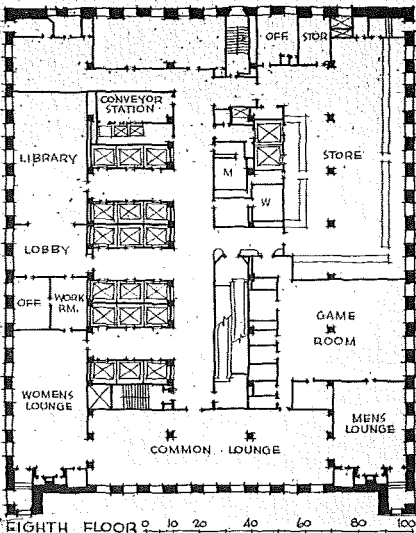 OFF. STOR.
CONVEYOR
STATION
LIBRARY
STORE
M
W
LOBBY
OFF. WORK
RM.
GAME
ROOM
WOMENS
LOUNGE
MENS
LOUNGE
COMMON LOUNGE
EIGHTH FLOOR 0 10 20 40 60 80 100